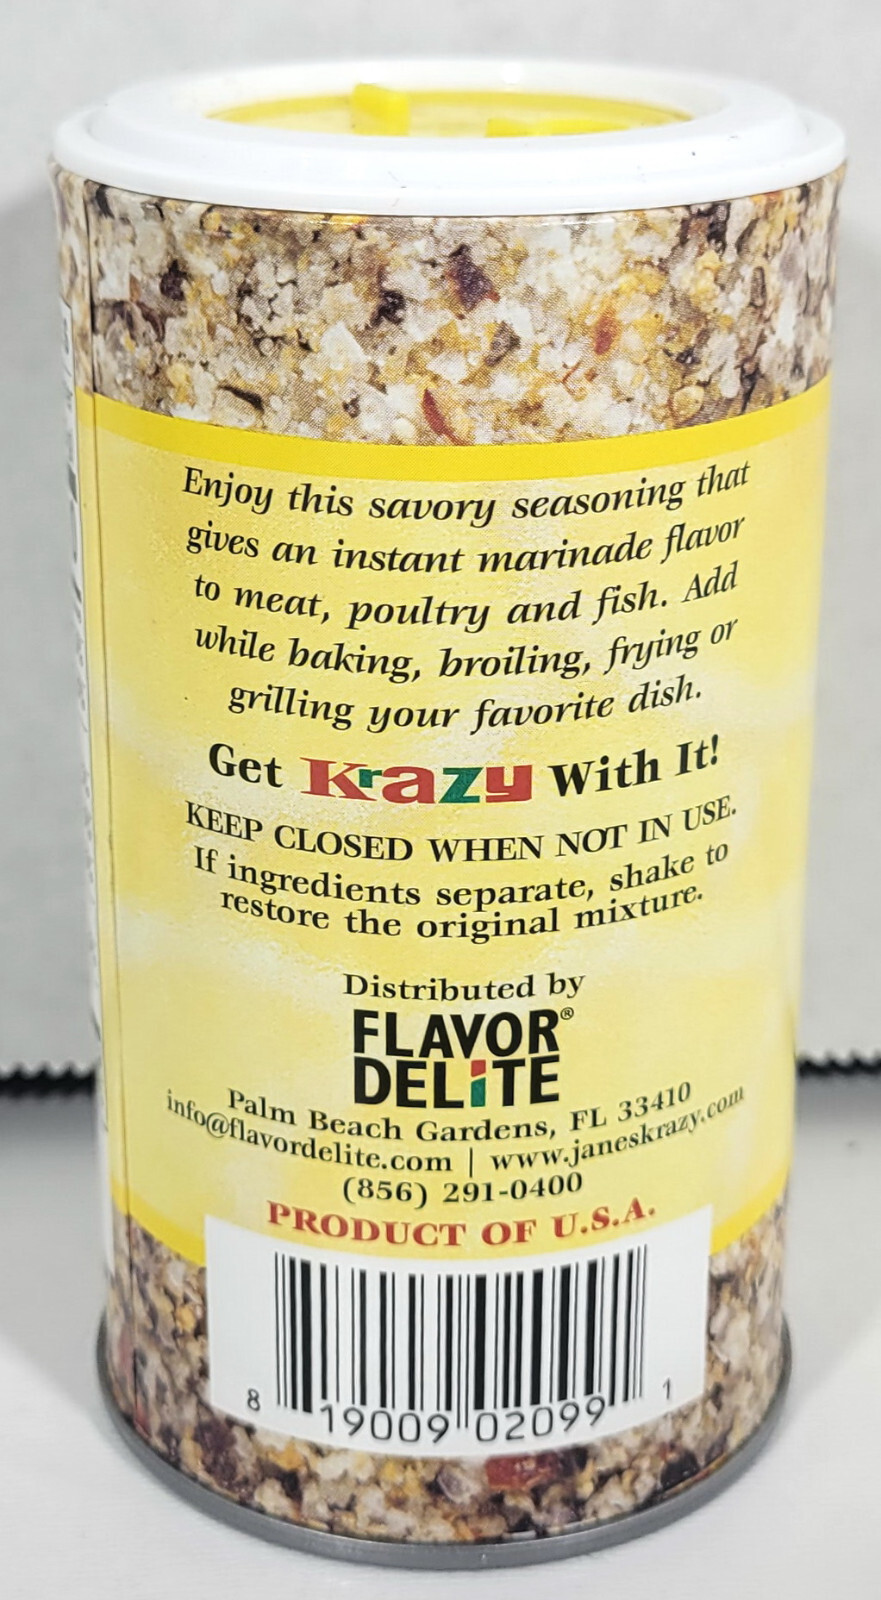 Enjoy this savory seasoning that
gives an instant marinade flavor
to meat, poultry and fish. Add
while baking, broiling, frying or
grilling your favorite dish.
Get Krazy With It!
KEEP CLOSED WHEN NOT IN USE.
If ingredients separate, shake to
restore the original mixture.
Distributed by
FLAVOR®
DELiTE
Palm Beach Gardens, FL 33410
info@flavordelite.com | www.janeskrazy.com
(856) 291-0400
PRODUCT OF U.S.A.
8 19009 02099 1